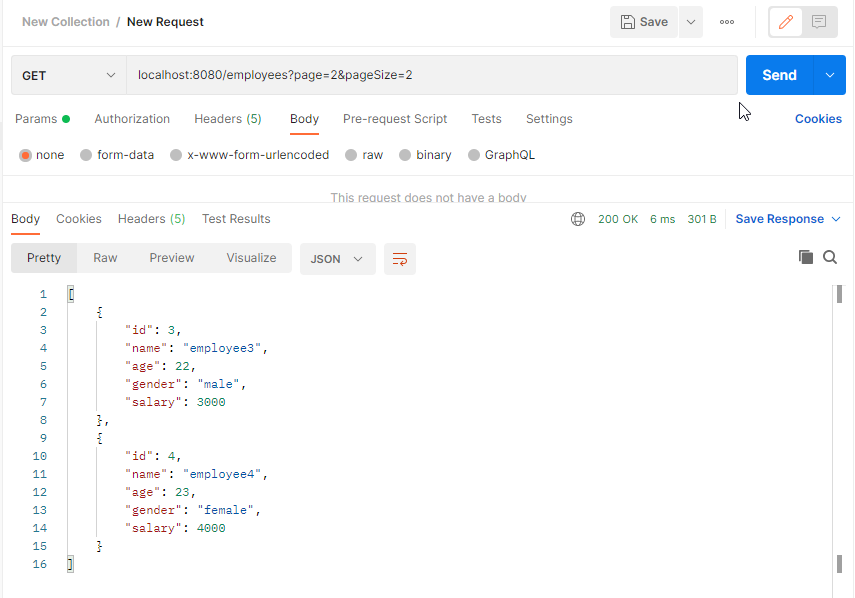 New Collection / New Request Save ooo
GET localhost:8080/employees?page=2&pageSize=2 Send
Params Authorization Headers (5) Body Pre-request Script Tests Settings Cookies
none form-data x-www-form-urlencoded raw binary GraphQL
This request does not have a body
Body Cookies Headers (5) Test Results 200 OK 6 ms 301 B Save Response
Pretty Raw Preview Visualize JSON
1 [
2 {
3 "id": 3,
4 "name": "employee3",
5 "age": 22,
6 "gender": "male",
7 "salary": 3000
8 },
9 {
10 "id": 4,
11 "name": "employee4",
12 "age": 23,
13 "gender": "female",
14 "salary": 4000
15 }
16 ]